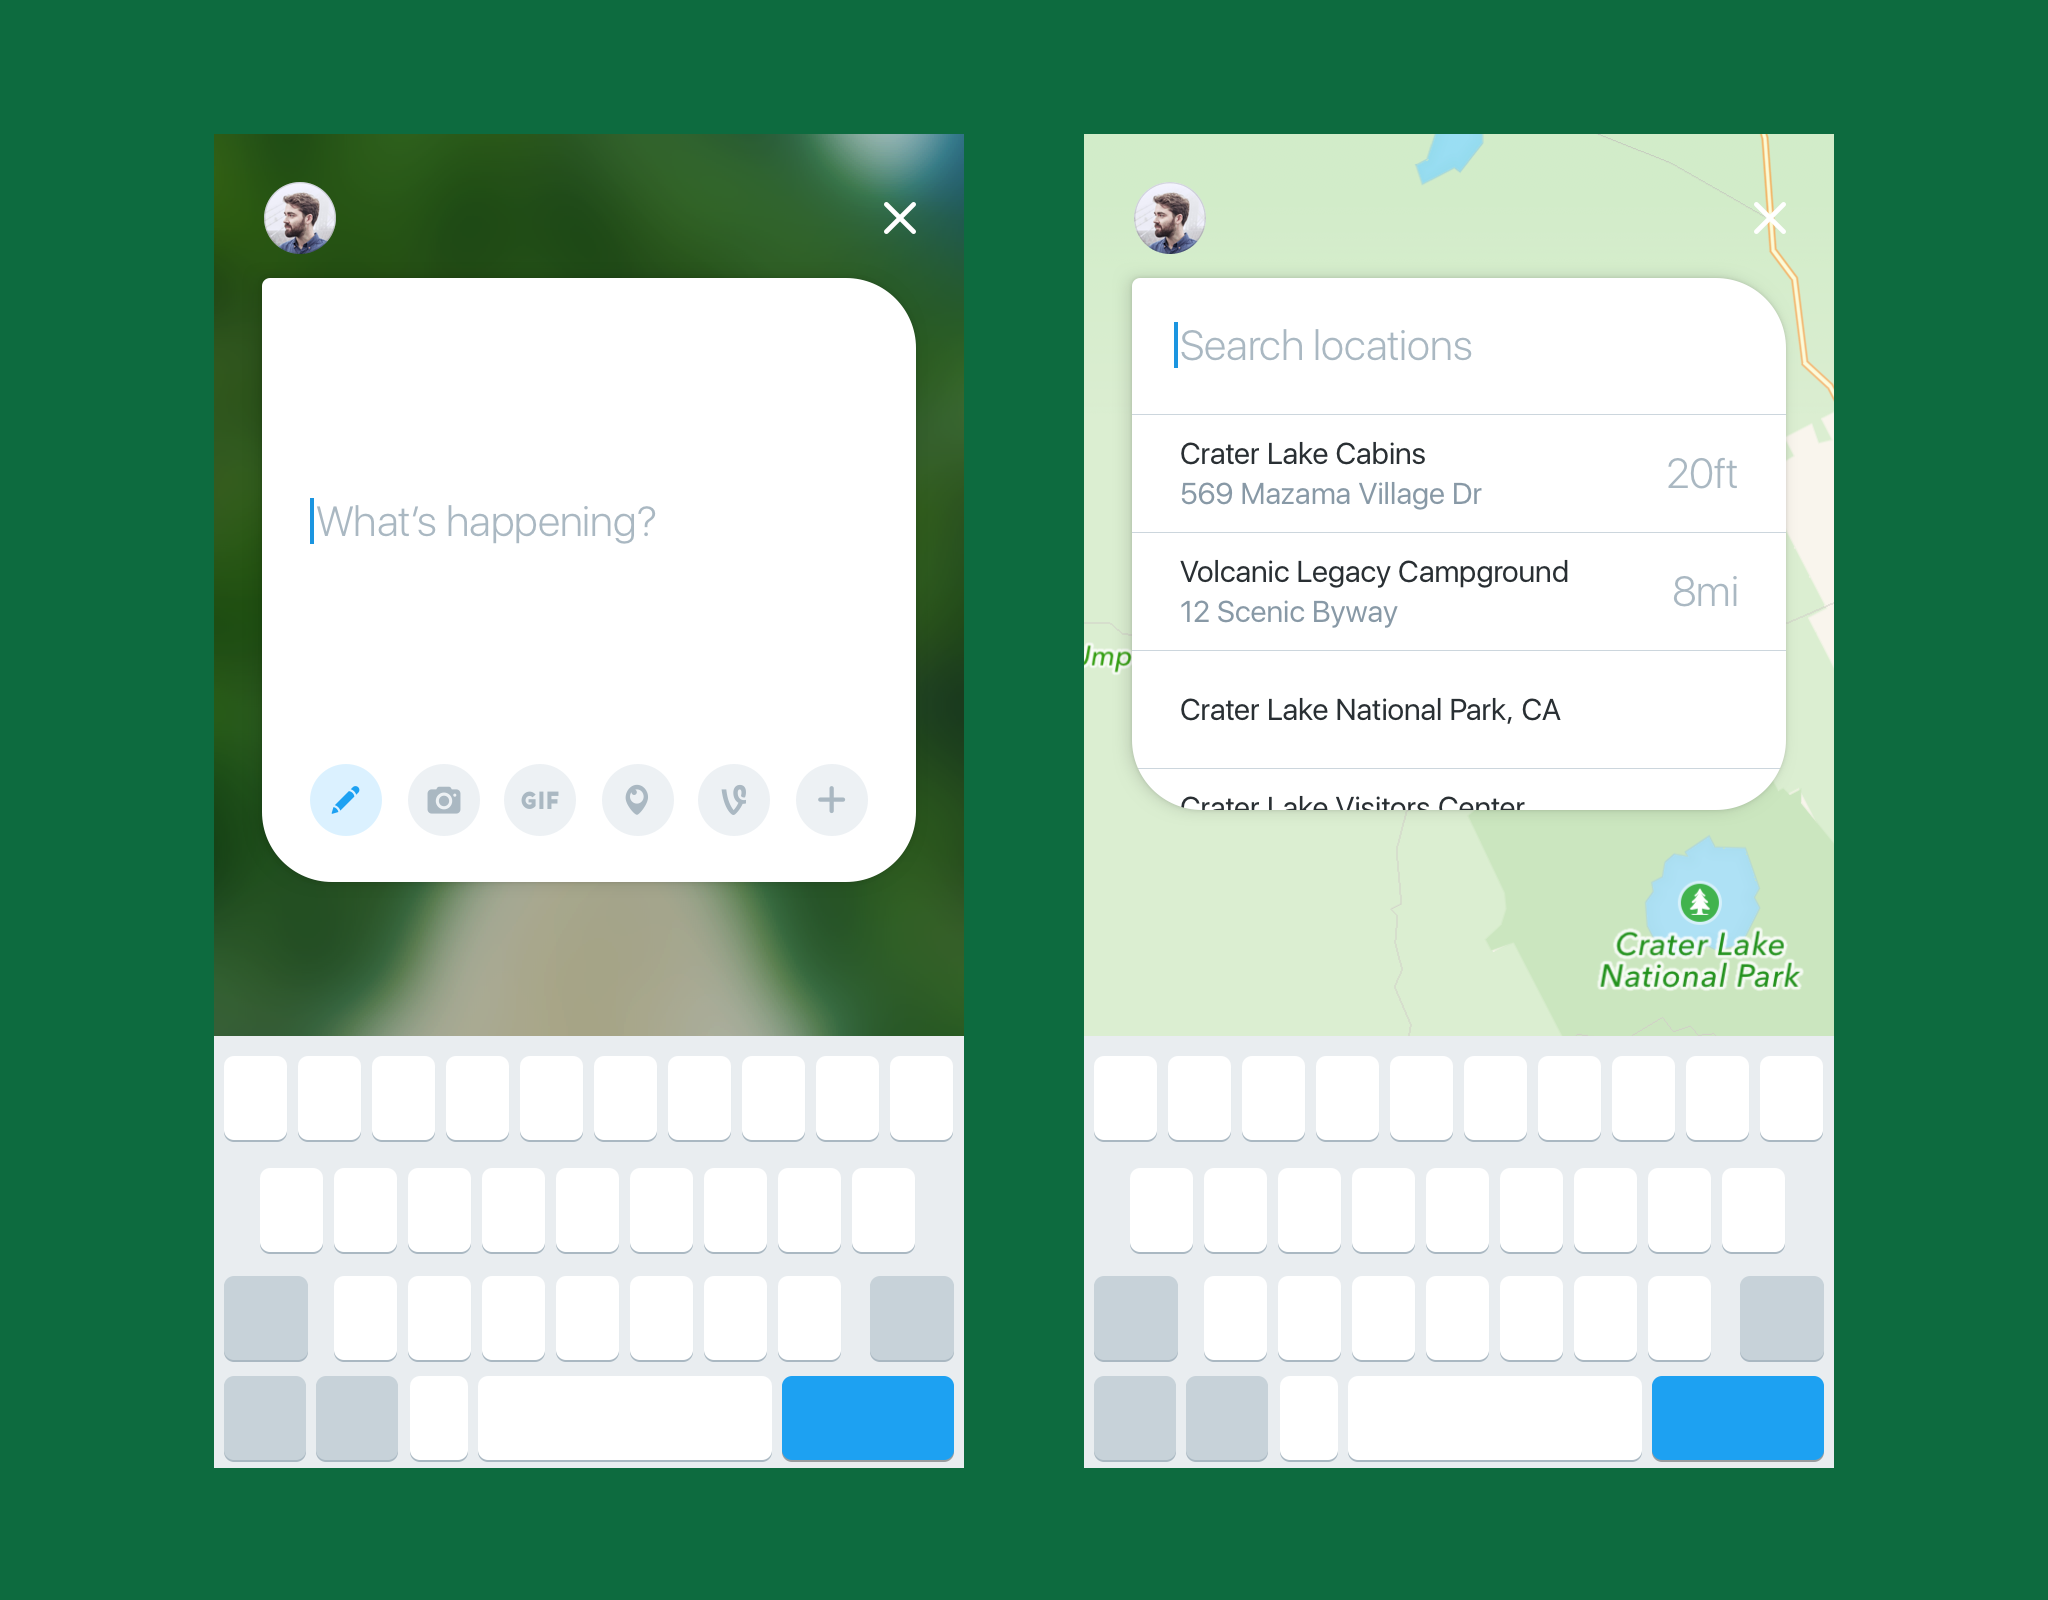 What's happening?
GIF
Search locations
Crater Lake Cabins
569 Mazama Village Dr
20ft
Volcanic Legacy Campground
12 Scenic Byway
8mi
Crater Lake National Park, CA
Crater Lake Visitors Center
Ump
Crater Lake
National Park